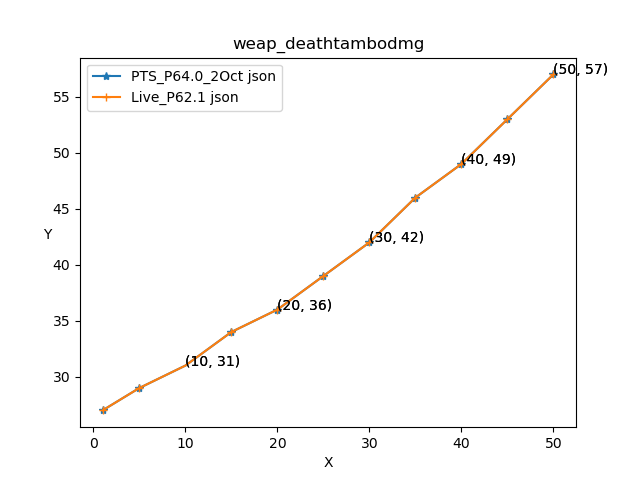 weap_deathtambodmg
PTS_P64.0_2Oct json
Live_P62.1 json
(50, 57)
(40, 49)
(30, 42)
(20, 36)
(10, 31)
55
50
45
40
35
30
Y
0 10 20 30 40 50
X